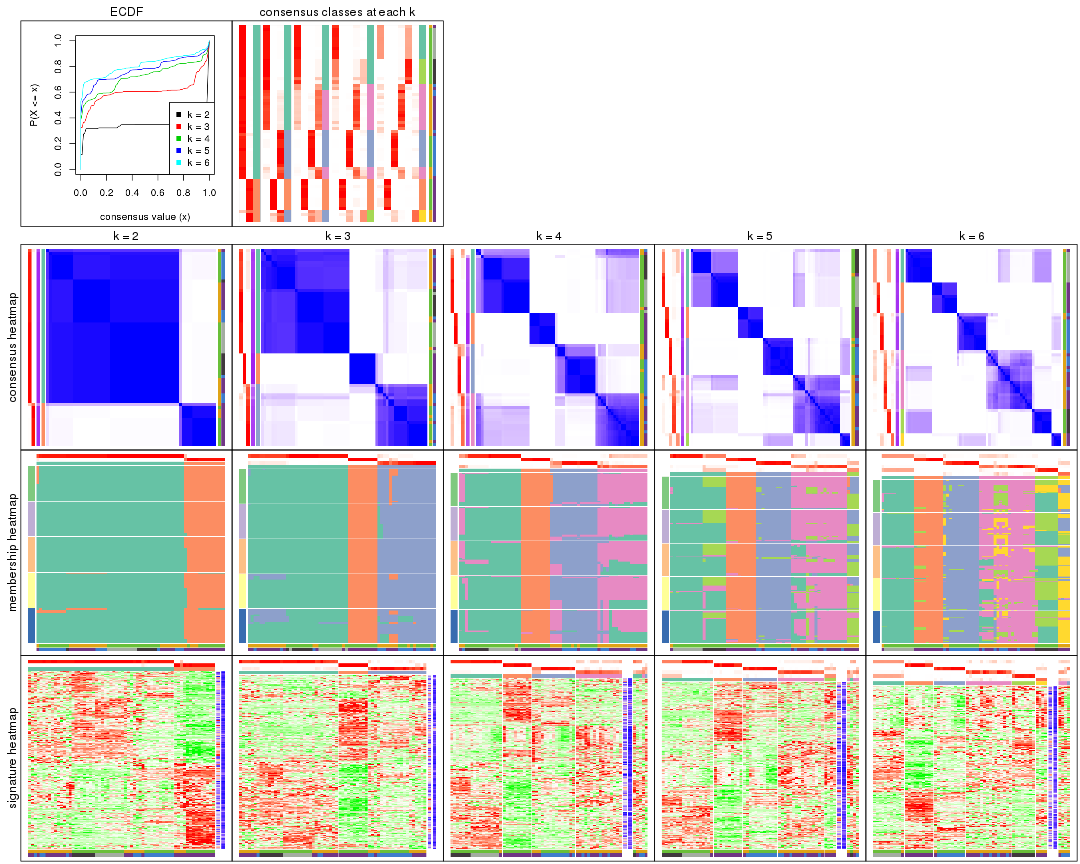 ECDF
consensus classes at each k
P(X <= x)
1.0
0.8
0.6
0.4
0.2
0.0
k = 2
k = 3
k = 4
k = 5
k = 6
0.0 0.2 0.4 0.6 0.8 1.0
consensus value (x)
k = 2
k = 3
k = 4
k = 5
k = 6
consensus heatmap
membership heatmap
signature heatmap